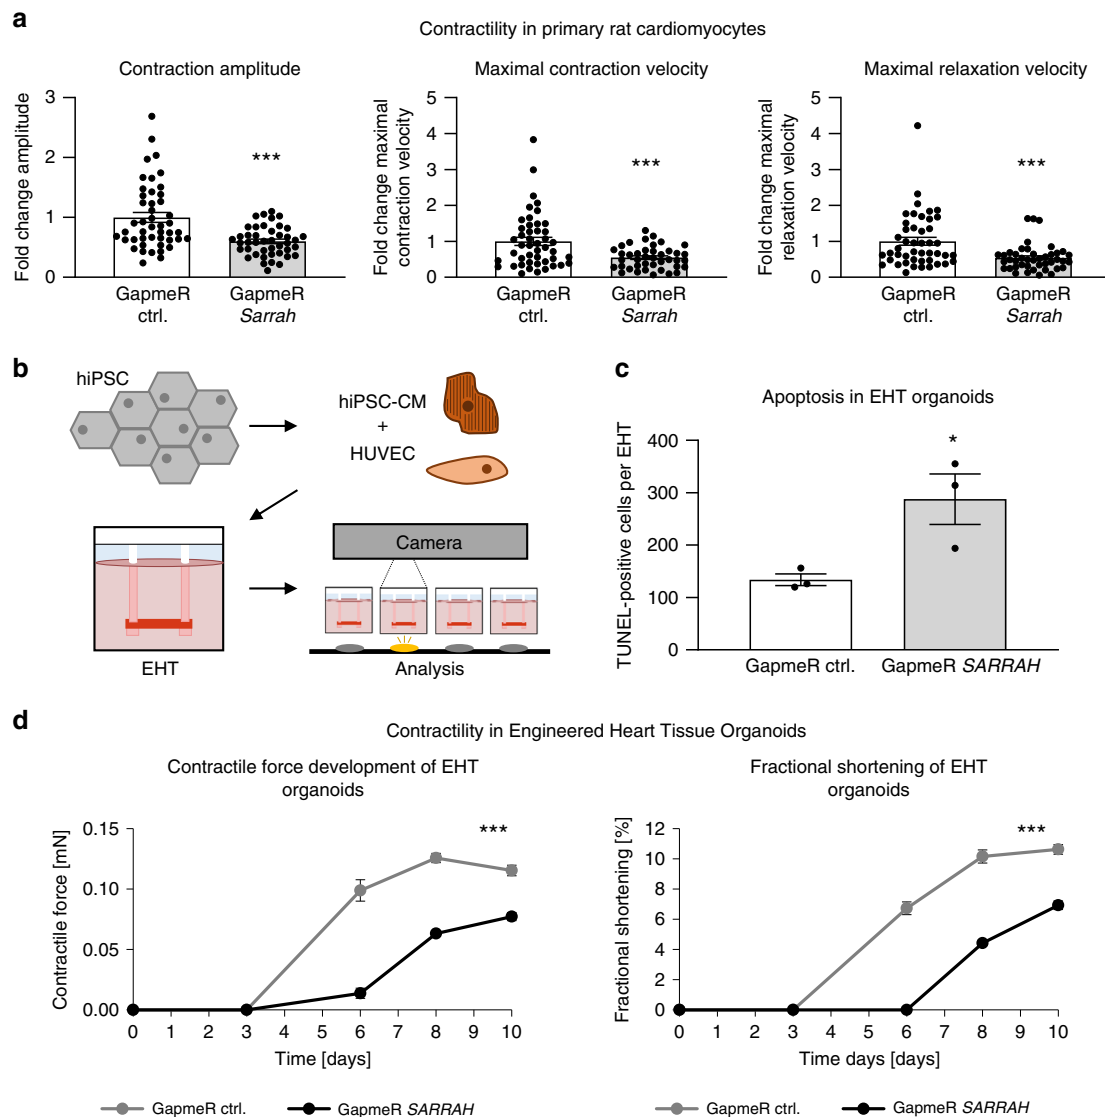 a
Contractility in primary rat cardiomyocytes
Contraction amplitude
Fold change amplitude
3
2
1
0
***
GapmeR
ctrl.
GapmeR
Sarrah
Maximal contraction velocity
Fold change maximal
contraction velocity
5
4
3
2
1
0
***
GapmeR
ctrl.
GapmeR
Sarrah
Maximal relaxation velocity
Fold change maximal
relaxation velocity
5
4
3
2
1
0
***
GapmeR
ctrl.
GapmeR
Sarrah
b
hiPSC
hiPSC-CM
+
HUVEC
EHT
Camera
Analysis
c
Apoptosis in EHT organoids
TUNEL-positive cells per EHT
400
300
200
100
0
*
GapmeR ctrl.
GapmeR SARRAH
d
Contractility in Engineered Heart Tissue Organoids
Contractile force development of EHT
organoids
Contractile force [mN]
0.15
0.10
0.05
0.00
***
0 1 2 3 4 5 6 7 8 9 10
Time [days]
GapmeR ctrl.
GapmeR SARRAH
Fractional shortening of EHT
organoids
Fractional shortening [%]
12
10
8
6
4
2
0
***
0 1 2 3 4 5 6 7 8 9 10
Time days [days]
GapmeR ctrl.
GapmeR SARRAH